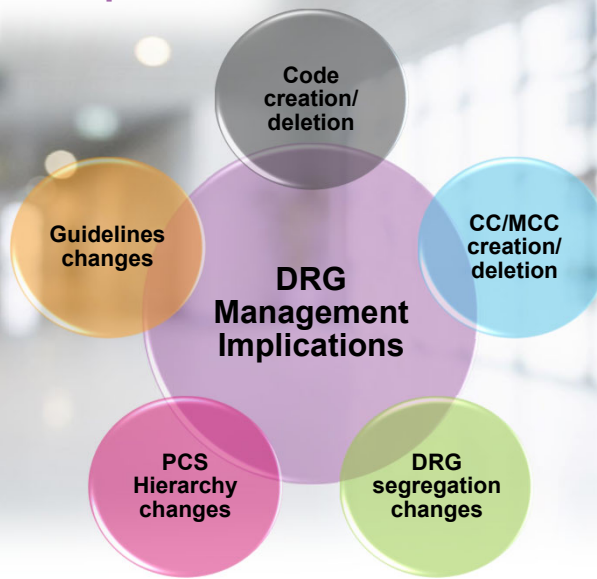 Code
creation/
deletion
Guidelines
changes
CC/MCC
creation/
deletion
DRG
Management
Implications
PCS
Hierarchy
changes
DRG
segregation
changes